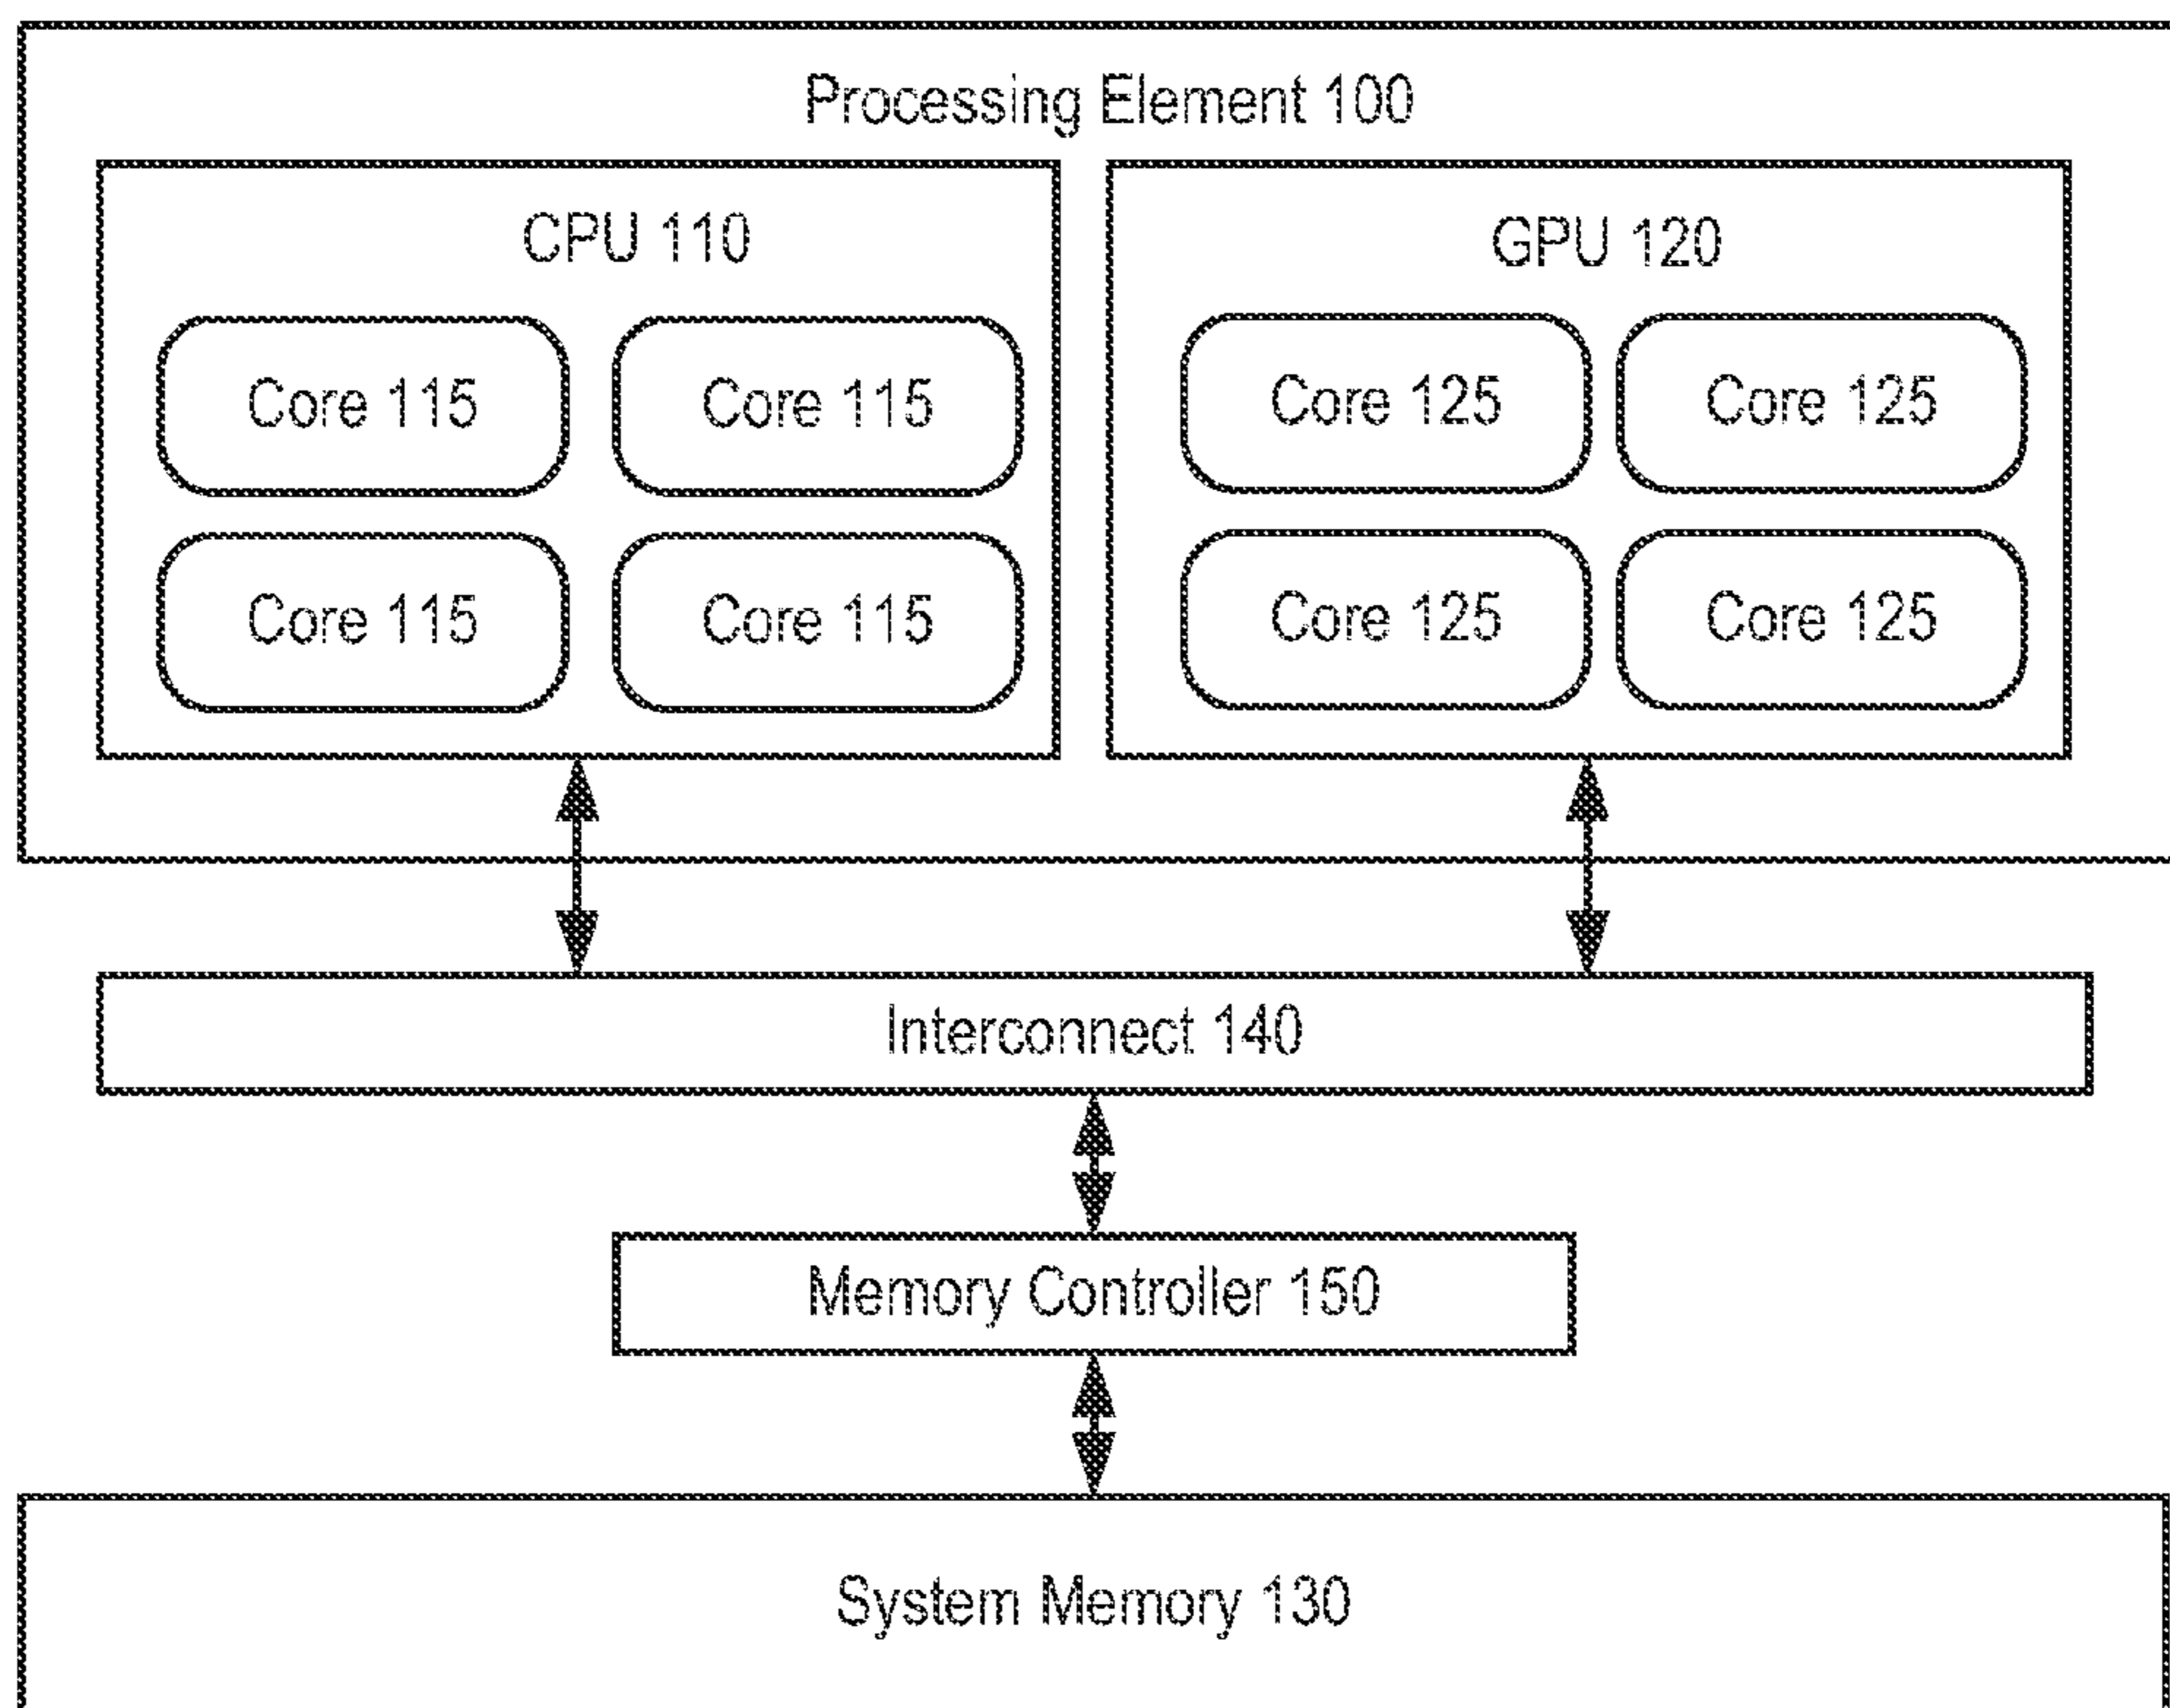 Processing Element 100
CPU 110
GPU 120
Core 115
Core 115
Core 125
Core 125
Core 115
Core 115
Core 125
Core 125
Interconnect 140
Memory Controller 150
System Memory 130